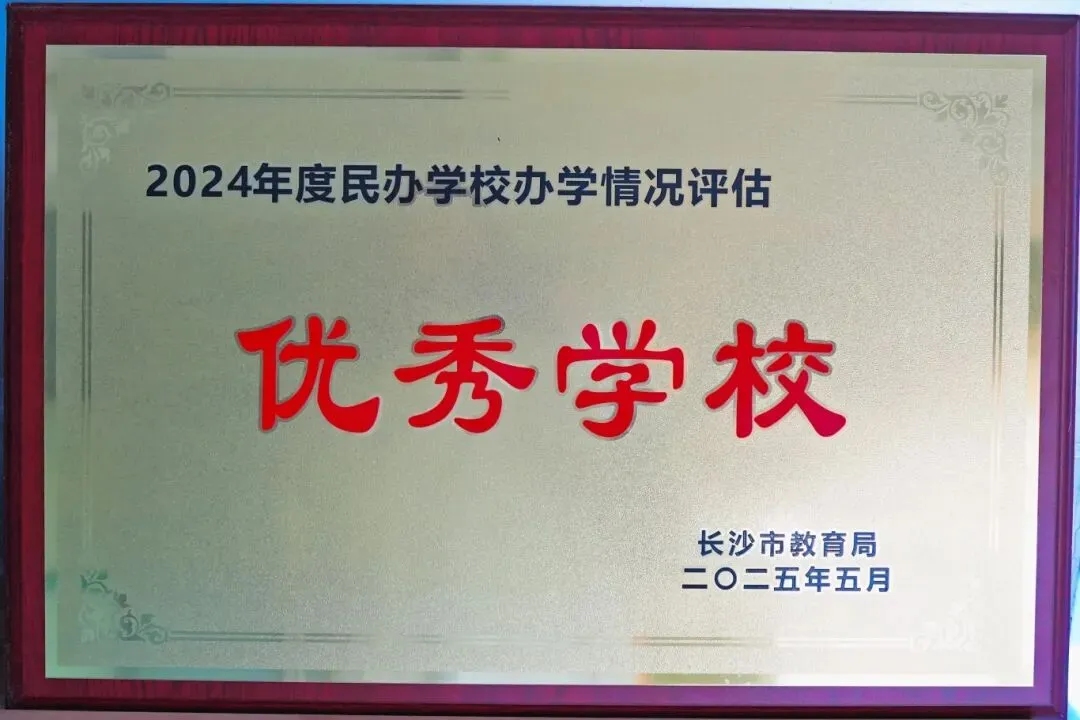 2024年度民办学校办学情况评估
优秀学校
长沙市教育局
二〇二五年五月